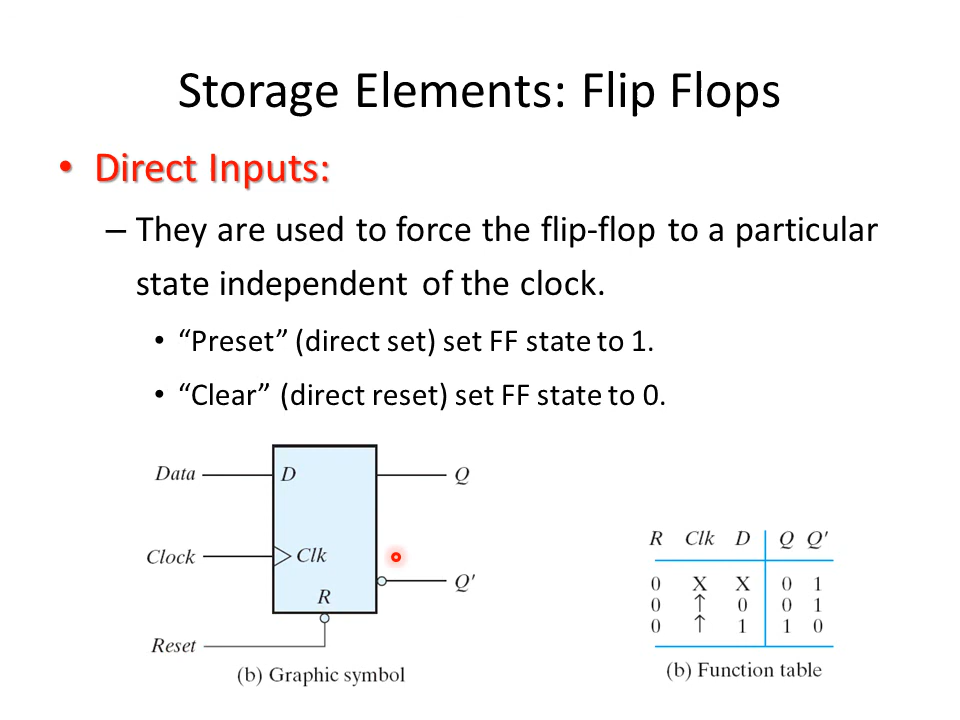 Storage Elements: Flip Flops
• Direct Inputs:
– They are used to force the flip-flop to a particular
state independent of the clock.
• “Preset” (direct set) set FF state to 1.
• “Clear” (direct reset) set FF state to 0.
Data D Q
Clock Clk
Q'
R
Reset
(b) Graphic symbol
R Clk D Q Q'
0 X X 0 1
0 ↑ 0 0 1
0 ↑ 1 1 0
(b) Function table